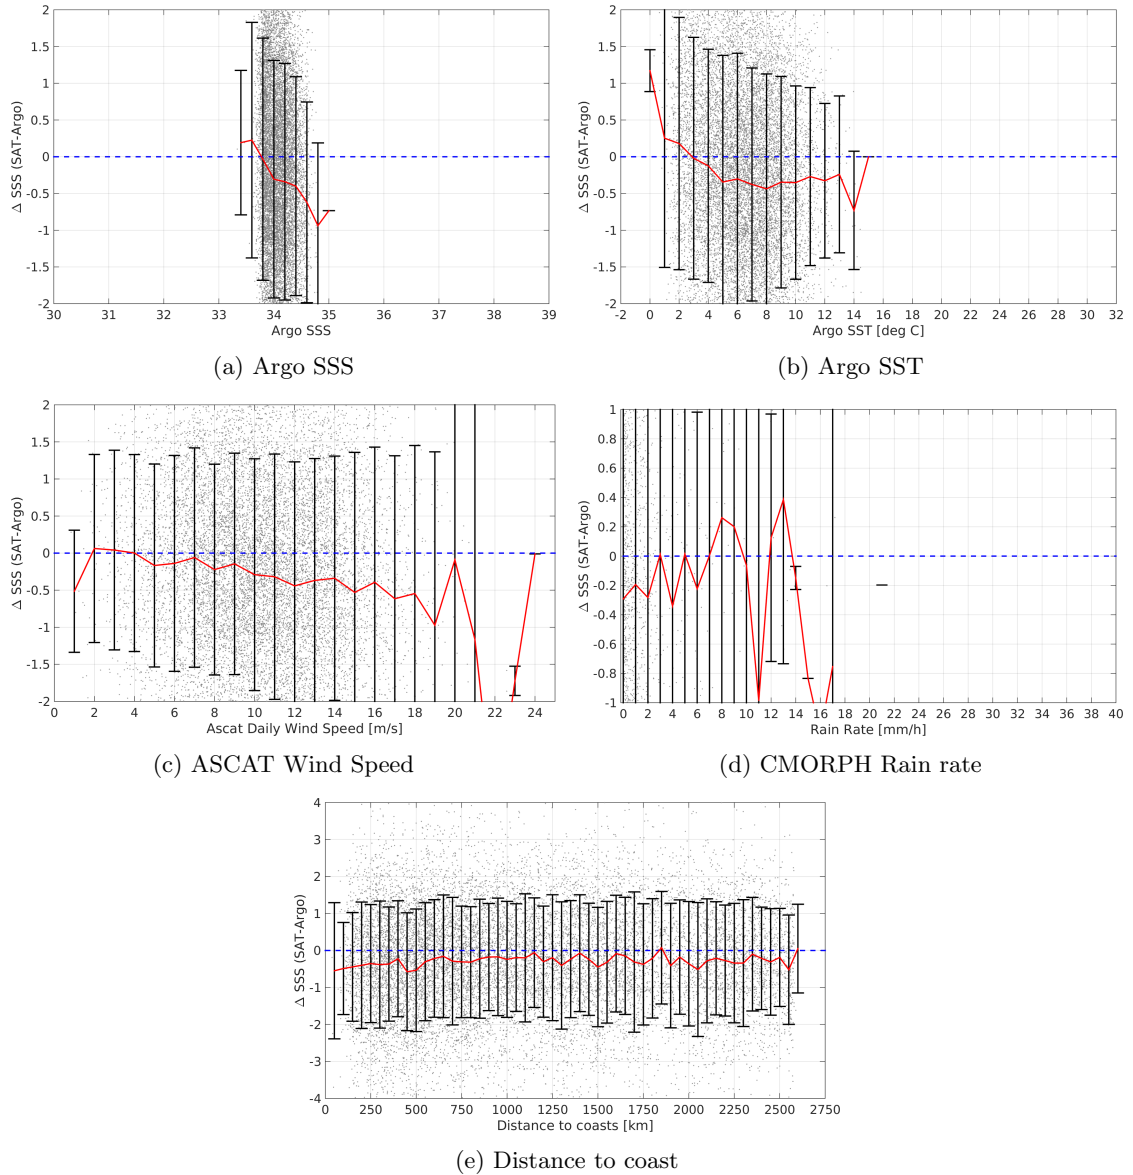 2
1.5
1
0.5
0
-0.5
-1
-1.5
-2
Δ SSS (SAT-Argo)
30 31 32 33 34 35 36 37 38 39
Argo SSS
(a) Argo SSS
2
1.5
1
0.5
0
-0.5
-1
-1.5
-2
Δ SSS (SAT-Argo)
-2 0 2 4 6 8 10 12 14 16 18 20 22 24 26 28 30 32
Argo SST [deg C]
(b) Argo SST
2
1.5
1
0.5
0
-0.5
-1
-1.5
-2
Δ SSS (SAT-Argo)
0 2 4 6 8 10 12 14 16 18 20 22 24
Ascat Daily Wind Speed [m/s]
(c) ASCAT Wind Speed
1
0.8
0.6
0.4
0.2
0
-0.2
-0.4
-0.6
-0.8
-1
Δ SSS (SAT-Argo)
0 2 4 6 8 10 12 14 16 18 20 22 24 26 28 30 32 34 36 38 40
Rain Rate [mm/h]
(d) CMORPH Rain rate
4
3
2
1
0
-1
-2
-3
-4
Δ SSS (SAT-Argo)
0 250 500 750 1000 1250 1500 1750 2000 2250 2500 2750
Distance to coasts [km]
(e) Distance to coast